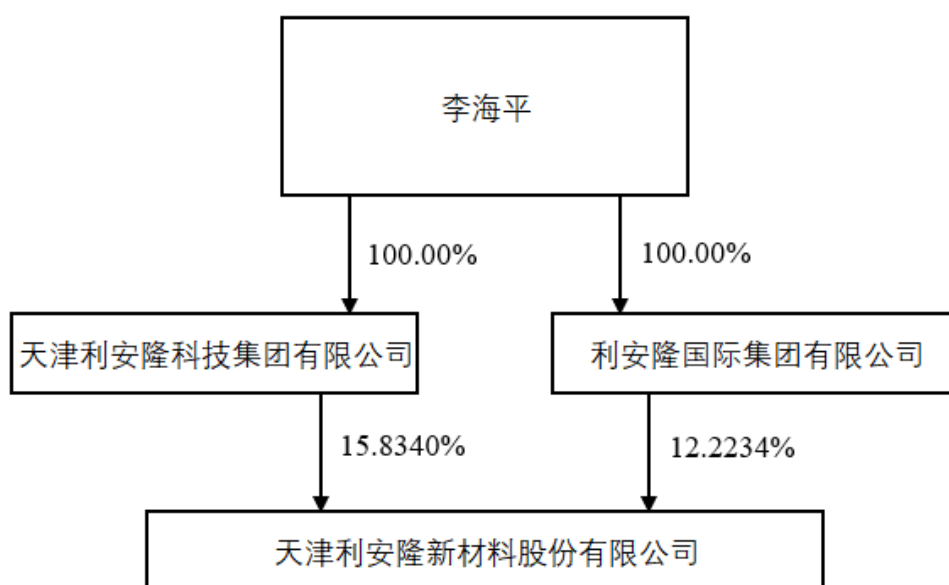 李海平
100.00%
100.00%
天津利安隆科技集团有限公司
利安隆国际集团有限公司
15.8340%
12.2234%
天津利安隆新材料股份有限公司